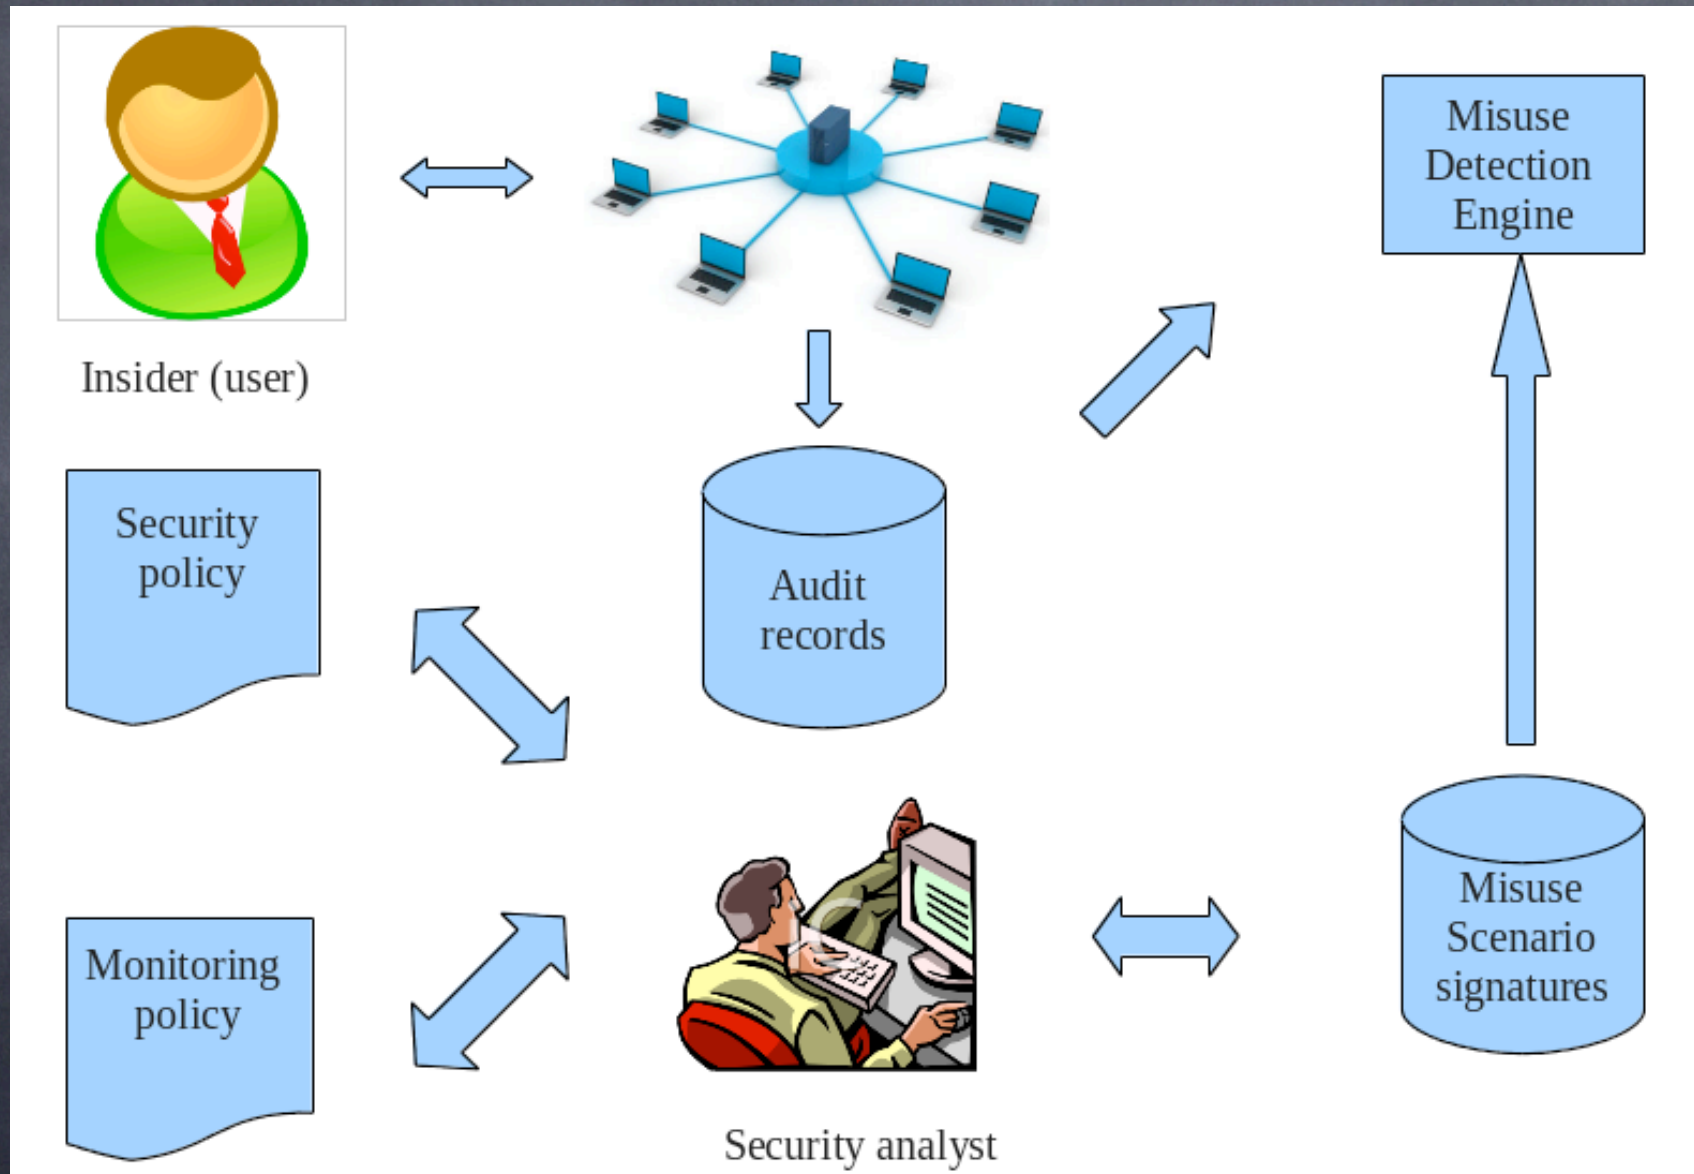 Misuse
Detection
Engine
Insider (user)
Security
policy
Audit
records
Misuse
Scenario
signatures
Monitoring
policy
Security analyst